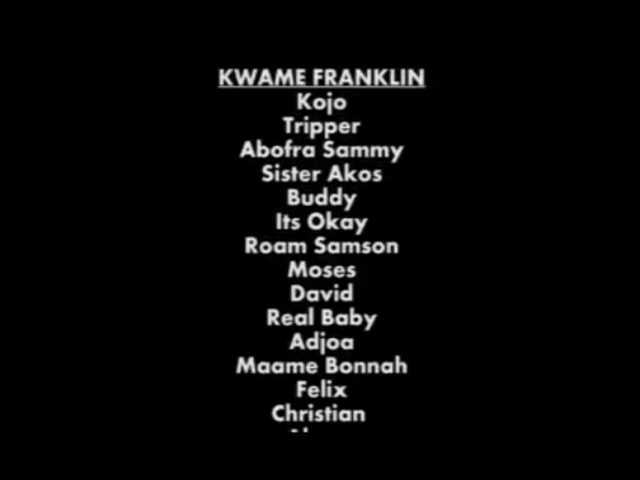 KWAME FRANKLIN
Kojo
Tripper
Abofra Sammy
Sister Akos
Buddy
Its Okay
Roam Samson
Moses
David
Real Baby
Adjoa
Maame Bonnah
Felix
Christian